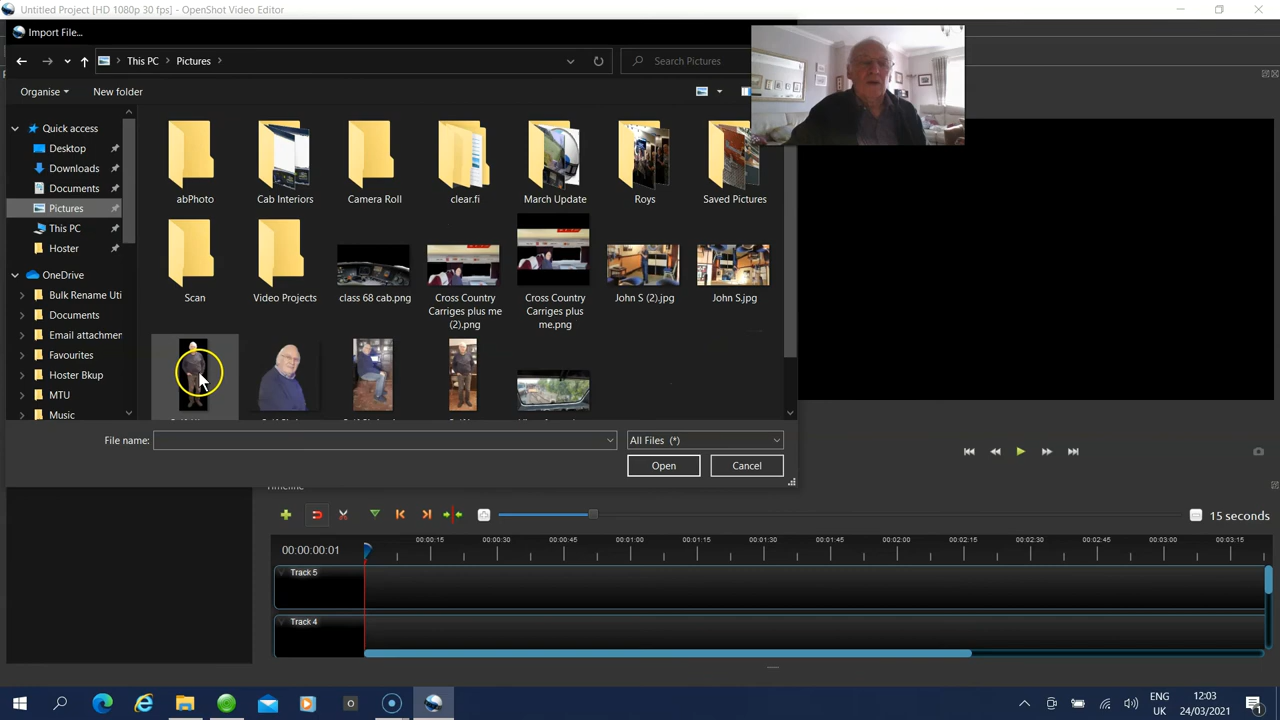 Untitled Project [HD 1080p 30 fps] - OpenShot Video Editor
Import File...
This PC
Pictures
Search Pictures
Organise
New folder
Quick access
Desktop
Downloads
Documents
Pictures
This PC
Hoster
OneDrive
Bulk Rename Uti
Documents
Email attachmer
Favourites
Hoster Bkup
MTU
Music
abPhoto
Cab Interiors
Camera Roll
clear.fi
March Update
Roys
Saved Pictures
Scan
Video Projects
class 68 cab.png
Cross Country
Carriges plus me
(2).png
Cross Country
Carriges plus
me.png
John S (2).jpg
John S.jpg
File name:
All Files (*)
Open
Cancel
Timeline
15 seconds
00:00:00:01
00:00:15
00:00:30
00:00:45
00:01:00
00:01:15
00:01:30
00:01:45
00:02:00
00:02:15
00:02:30
00:02:45
00:03:00
00:03:15
Track 5
Track 4
ENG
UK
12:03
24/03/2021
1